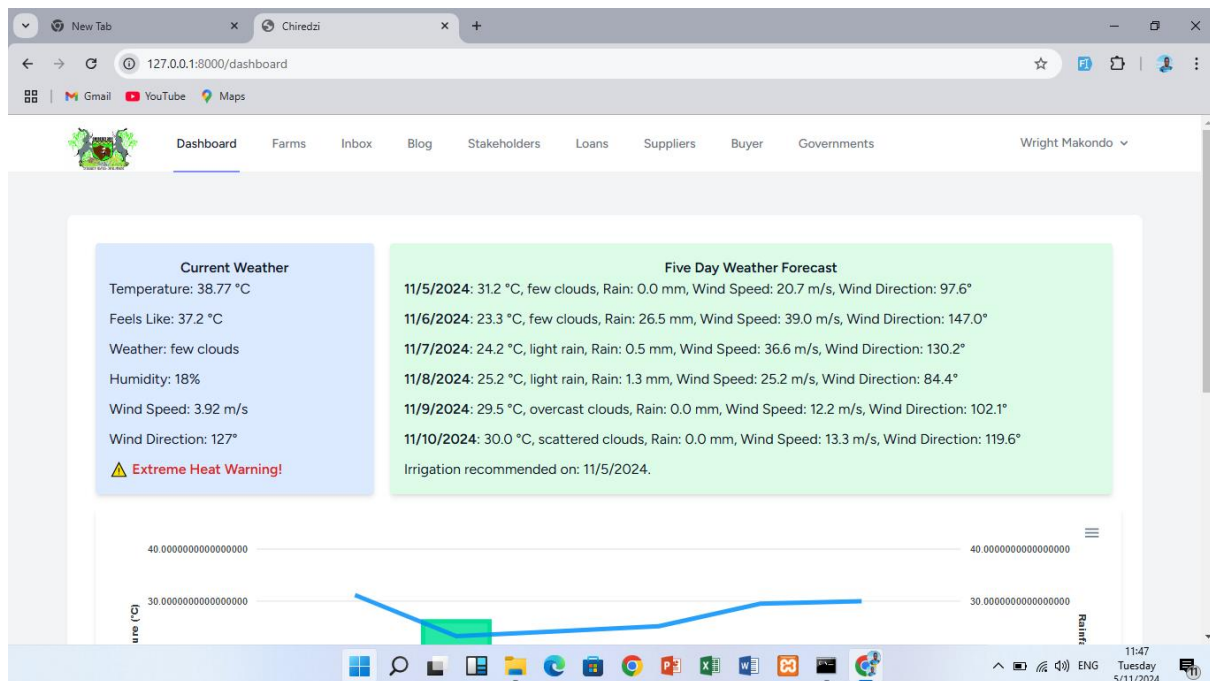 New Tab
Chiredzi
127.0.0.1:8000/dashboard
Gmail YouTube Maps
Dashboard Farms Inbox Blog Stakeholders Loans Suppliers Buyer Governments Wright Makondo
Current Weather
Temperature: 38.77 °C
Feels Like: 37.2 °C
Weather: few clouds
Humidity: 18%
Wind Speed: 3.92 m/s
Wind Direction: 127°
Extreme Heat Warning!
Five Day Weather Forecast
11/5/2024: 31.2 °C, few clouds, Rain: 0.0 mm, Wind Speed: 20.7 m/s, Wind Direction: 97.6°
11/6/2024: 23.3 °C, few clouds, Rain: 26.5 mm, Wind Speed: 39.0 m/s, Wind Direction: 147.0°
11/7/2024: 24.2 °C, light rain, Rain: 0.5 mm, Wind Speed: 36.6 m/s, Wind Direction: 130.2°
11/8/2024: 25.2 °C, light rain, Rain: 1.3 mm, Wind Speed: 25.2 m/s, Wind Direction: 84.4°
11/9/2024: 29.5 °C, overcast clouds, Rain: 0.0 mm, Wind Speed: 12.2 m/s, Wind Direction: 102.1°
11/10/2024: 30.0 °C, scattered clouds, Rain: 0.0 mm, Wind Speed: 13.3 m/s, Wind Direction: 119.6°
Irrigation recommended on: 11/5/2024.
40.0000000000000000 40.0000000000000000
30.0000000000000000 30.0000000000000000
ure (°C)
Rainf
ENG
11:47
Tuesday
5/11/2024